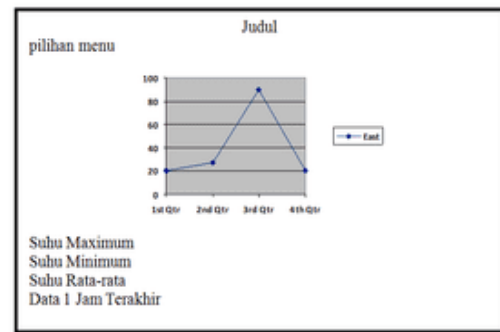 Judul
pilihan menu
100
80
60
40
20
0
1st Qtr 2nd Qtr 3rd Qtr 4th Qtr
East
Suhu Maximum
Suhu Minimum
Suhu Rata-rata
Data 1 Jam Terakhir